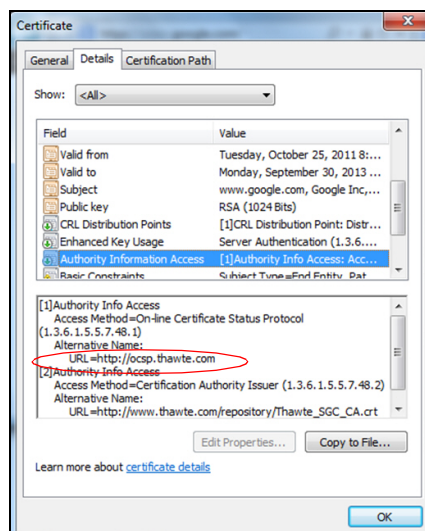 Certificate
General Details Certification Path
Show: <All>
Field Value
Valid from Tuesday, October 25, 2011 8:...
Valid to Monday, September 30, 2013 ...
Subject www.google.com, Google Inc,...
Public key RSA (1024 Bits)
CRL Distribution Points [1]CRL Distribution Point: Distr...
Enhanced Key Usage Server Authentication (1.3.6....
Authority Information Access [1]Authority Info Access: Acc...
Basic Constraints Subject Type=End Entity, Pat
[1]Authority Info Access
Access Method=On-line Certificate Status Protocol
(1.3.6.1.5.5.7.48.1)
Alternative Name:
URL=http://ocsp.thawte.com
[2]Authority Info Access
Access Method=Certification Authority Issuer (1.3.6.1.5.5.7.48.2)
Alternative Name:
URL=http://www.thawte.com/repository/Thawte_SGC_CA.crt
Edit Properties... Copy to File...
Learn more about certificate details
OK